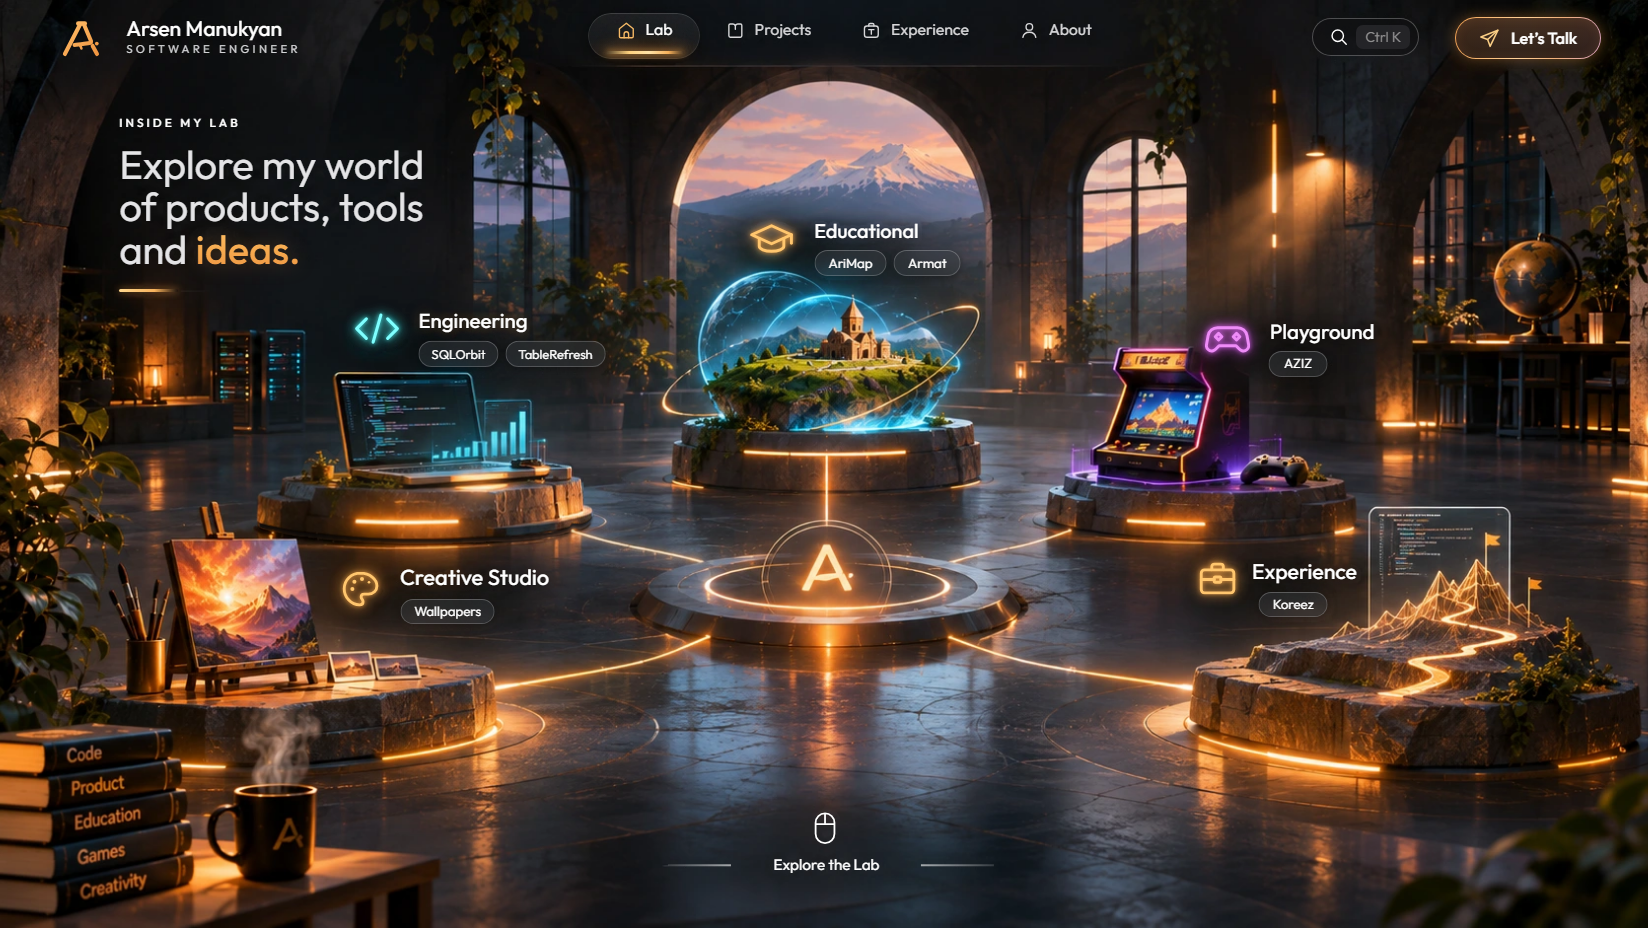 Arsen Manukyan
SOFTWARE ENGINEER
Lab
Projects
Experience
About
Ctrl K
Let's Talk
INSIDE MY LAB
Explore my world
of products, tools
and ideas.
Educational
AriMap
Armat
Engineering
SQLOrbit
TableRefresh
Playground
AZIZ
Creative Studio
Wallpapers
Experience
Koreez
Code
Product
Education
Games
Creativity
Explore the Lab